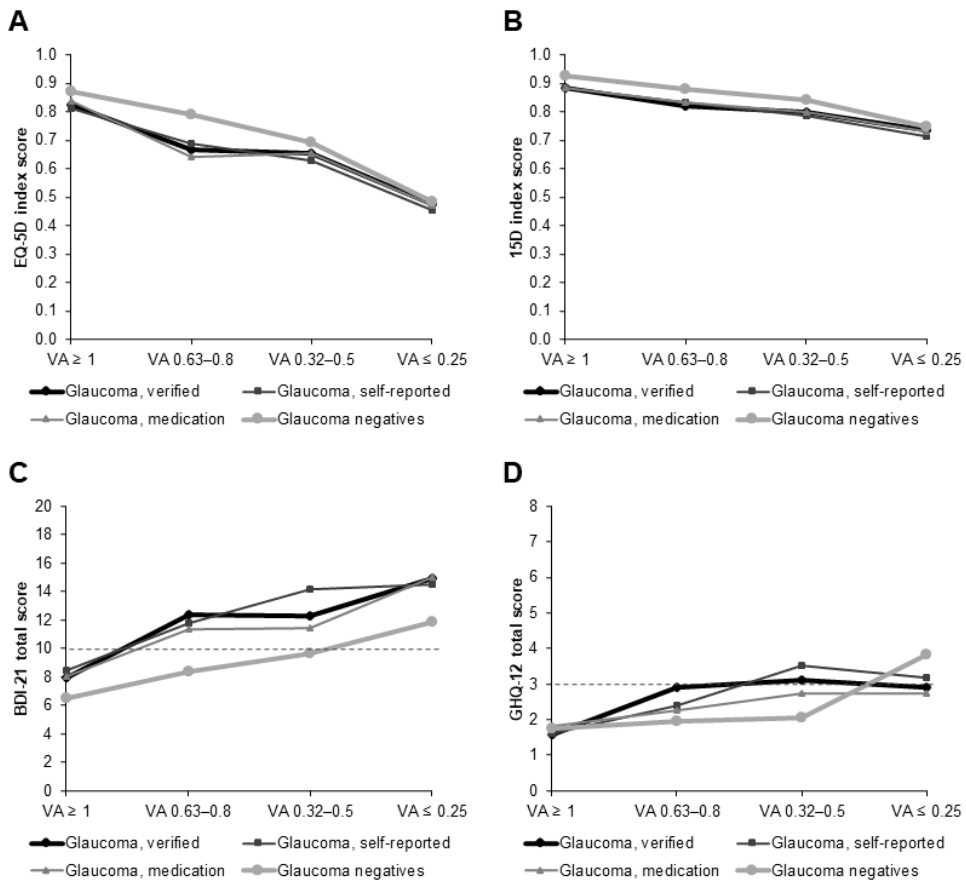 A
1.0
0.9
0.8
0.7
0.6
0.5
0.4
0.3
0.2
0.1
0.0
EQ-5D index score
VA ≥ 1 VA 0.63–0.8 VA 0.32–0.5 VA ≤ 0.25
Glaucoma, verified Glaucoma, self-reported
Glaucoma, medication Glaucoma negatives
B
1.0
0.9
0.8
0.7
0.6
0.5
0.4
0.3
0.2
0.1
0.0
15D index score
VA ≥ 1 VA 0.63–0.8 VA 0.32–0.5 VA ≤ 0.25
Glaucoma, verified Glaucoma, self-reported
Glaucoma, medication Glaucoma negatives
C
20
18
16
14
12
10
8
6
4
2
0
BDI-21 total score
VA ≥ 1 VA 0.63–0.8 VA 0.32–0.5 VA ≤ 0.25
Glaucoma, verified Glaucoma, self-reported
Glaucoma, medication Glaucoma negatives
D
8
7
6
5
4
3
2
1
0
GHQ-12 total score
VA ≥ 1 VA 0.63–0.8 VA 0.32–0.5 VA ≤ 0.25
Glaucoma, verified Glaucoma, self-reported
Glaucoma, medication Glaucoma negatives